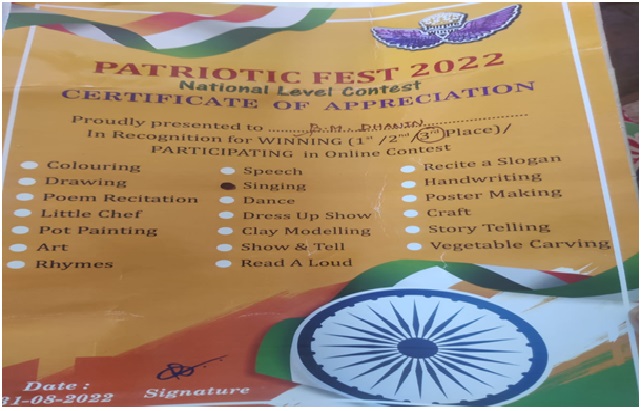 PATRIOTIC FEST 2022
National Level Contest
CERTIFICATE OF APPRECIATION
Proudly presented to
In Recognition for WINNING (1st /2nd /3rd Place)/
PARTICIPATING in Online Contest
Colouring
Drawing
Poem Recitation
Little Chef
Pot Painting
Art
Rhymes
Speech
Singing
Dance
Dress Up Show
Clay Modelling
Show & Tell
Read A Loud
Recite a Slogan
Handwriting
Poster Making
Craft
Story Telling
Vegetable Carving
Date :
31-08-2022
Signature